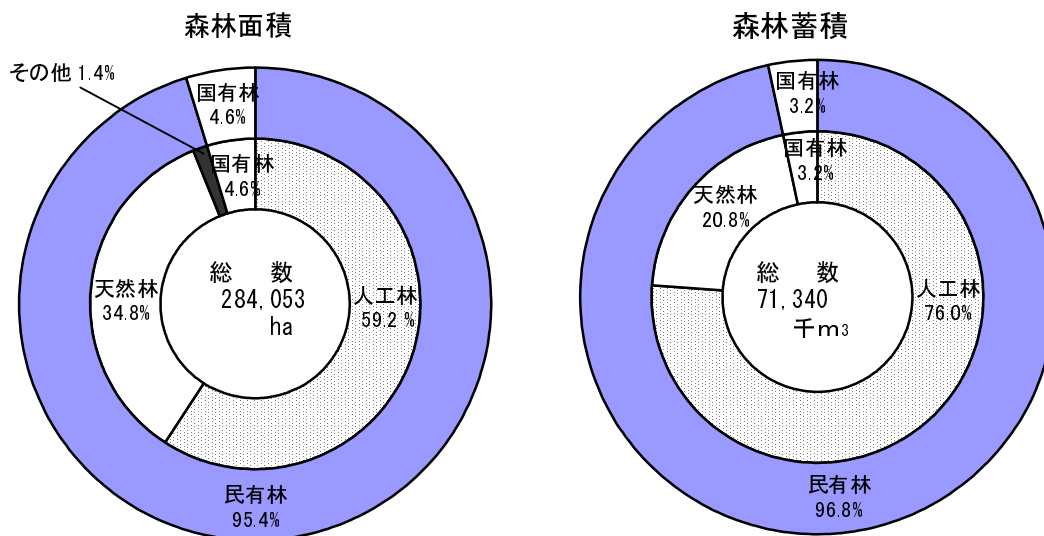 森林面積
その他 1.4%
国有林
4.6%
国有林
4.6%
天然林
34.8%
総　数
284,053
ha
人工林
59.2 %
民有林
95.4%
森林蓄積
国有林
3.2%
国有林
3.2%
天然林
20.8%
総　数
71,340
千ｍ3
人工林
76.0%
民有林
96.8%